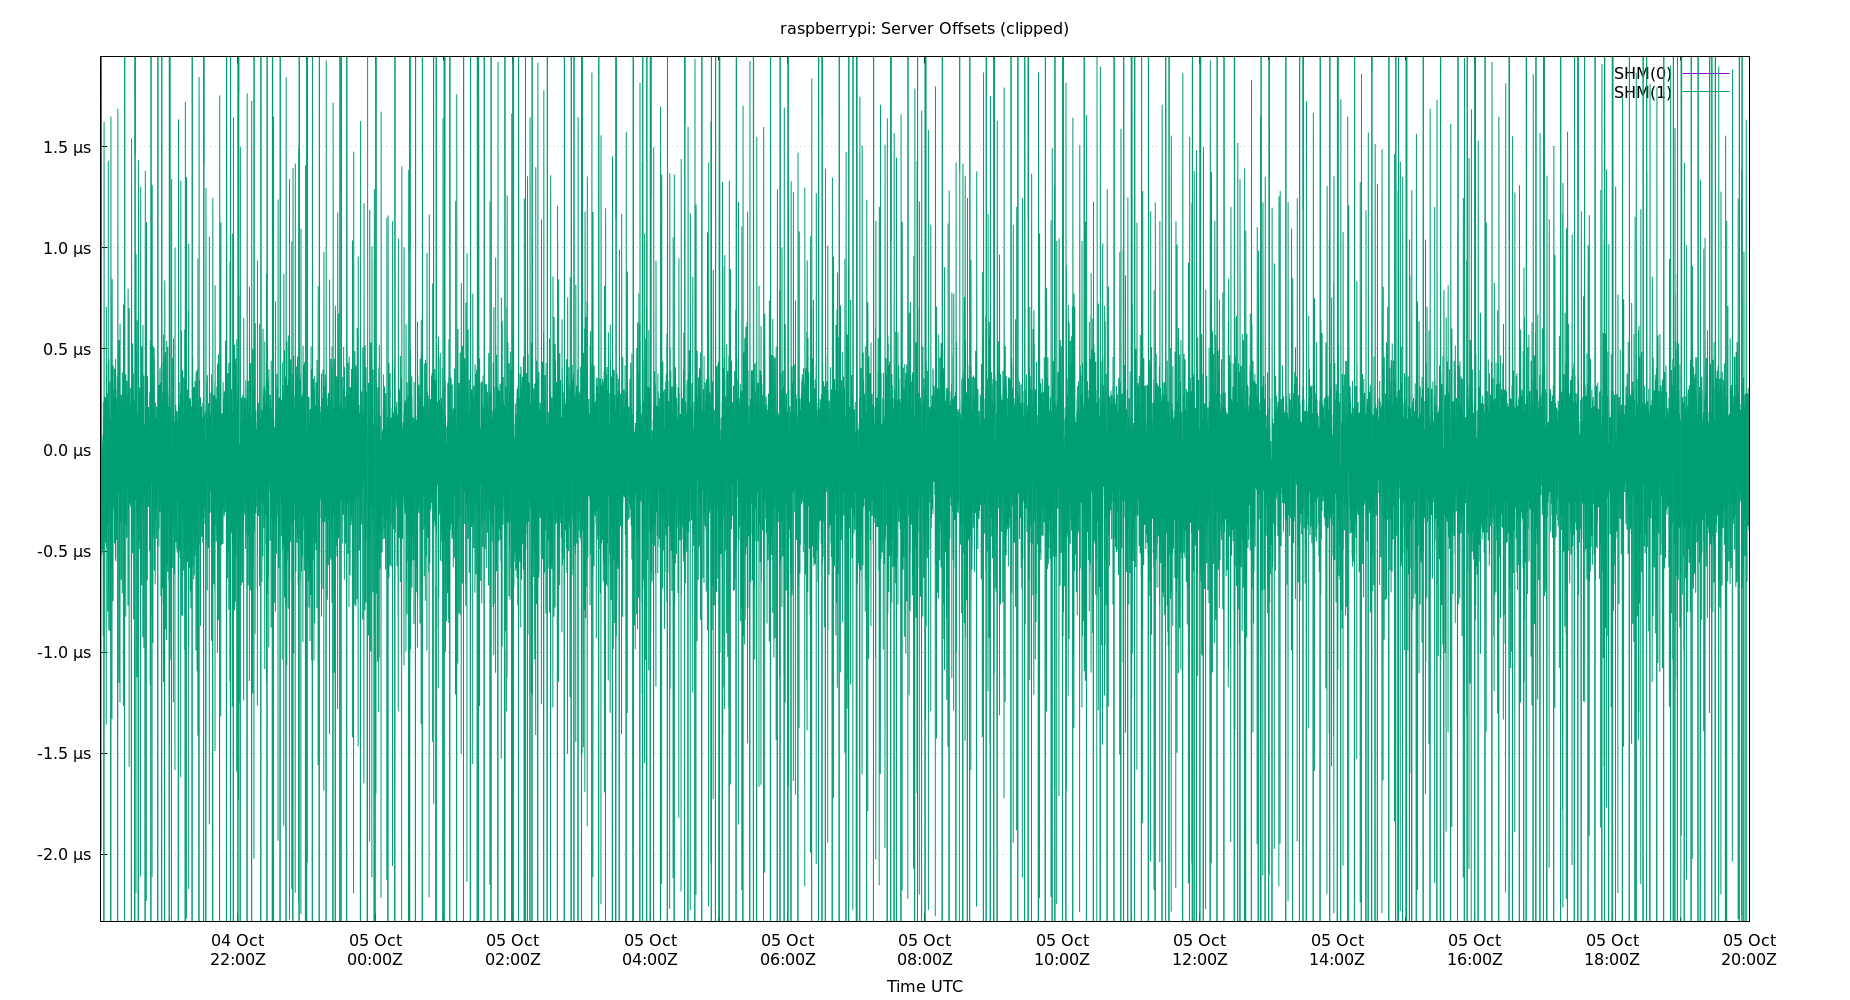 raspberrypi: Server Offsets (clipped)
SHM(0)
SHM(1)
1.5 µs
1.0 µs
0.5 µs
0.0 µs
-0.5 µs
-1.0 µs
-1.5 µs
-2.0 µs
04 Oct 05 Oct 05 Oct 05 Oct 05 Oct 05 Oct 05 Oct 05 Oct 05 Oct 05 Oct 05 Oct 05 Oct
22:00Z 00:00Z 02:00Z 04:00Z 06:00Z 08:00Z 10:00Z 12:00Z 14:00Z 16:00Z 18:00Z 20:00Z
Time UTC